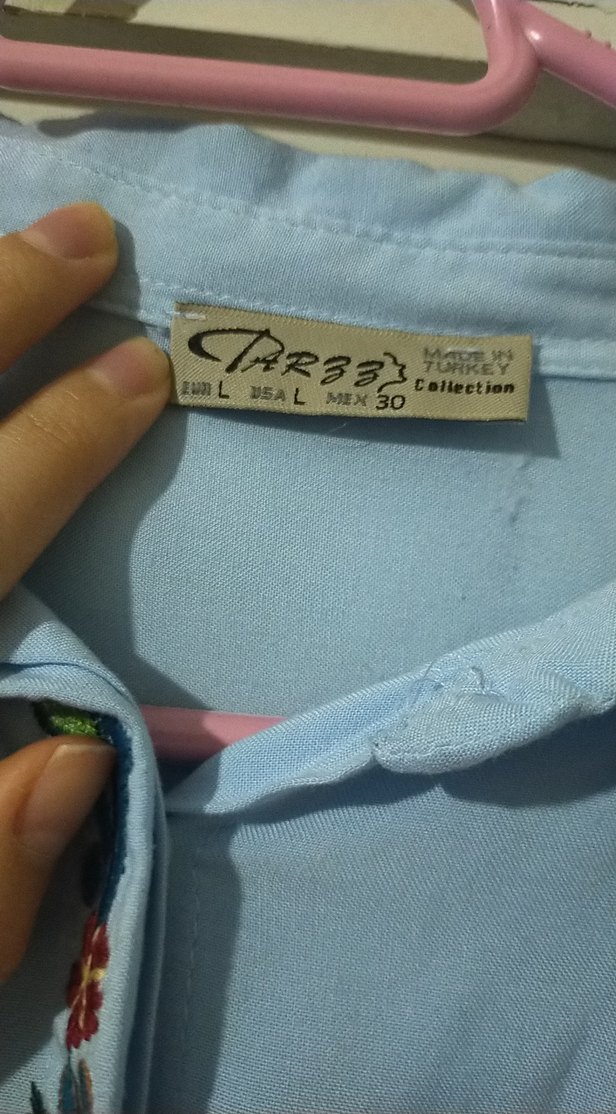 TARZZ
MADE IN
TURKEY
Collection
EUR L USA L MEX 30